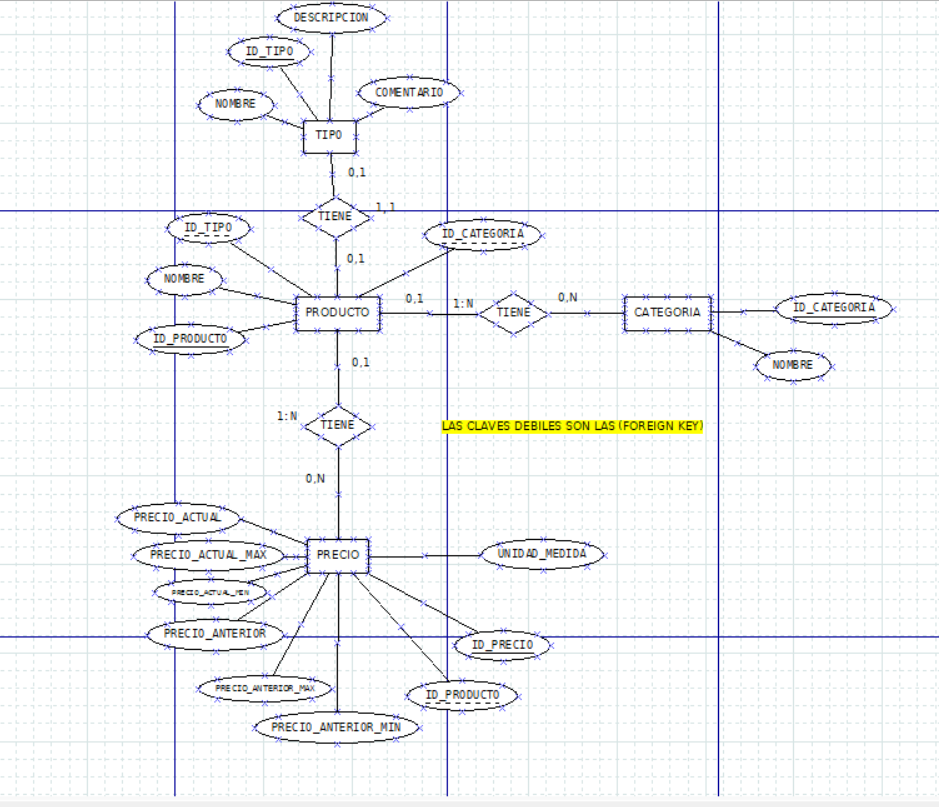 DESCRIPCION
ID_TIPO
COMENTARIO
NOMBRE
TIPO
0,1
1,1
TIENE
ID_TIPO
ID_CATEGORIA
0,1
NOMBRE
0,1
1:N
0,N
PRODUCTO
TIENE
CATEGORIA
ID_CATEGORIA
ID_PRODUCTO
0,1
NOMBRE
1:N
TIENE
LAS CLAVES DEBILES SON LAS (FOREIGN KEY)
0,N
PRECIO_ACTUAL
PRECIO_ACTUAL_MAX
PRECIO
UNIDAD_MEDIDA
PRECIO_ACTUAL_MIN
PRECIO_ANTERIOR
ID_PRECIO
PRECIO_ANTERIOR_MAX
ID_PRODUCTO
PRECIO_ANTERIOR_MIN